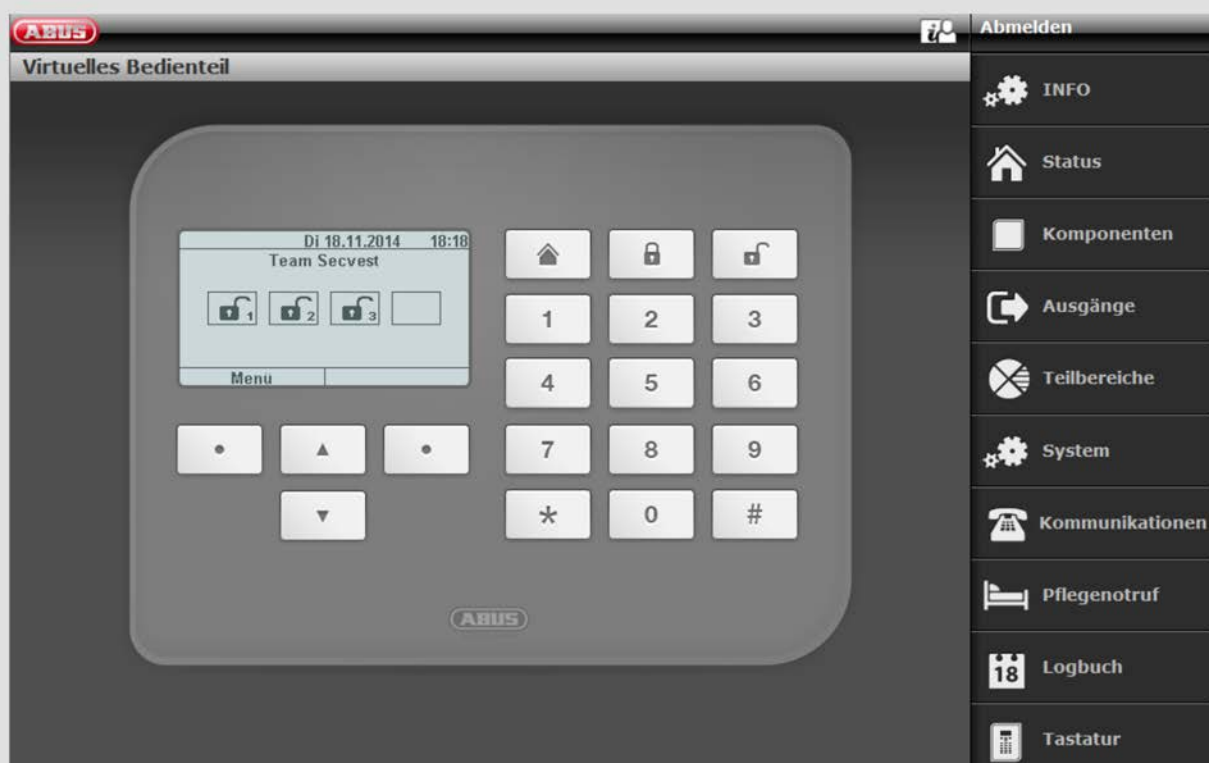 ABUS
Abmelden
Virtuelles Bedienteil
Di 18.11.2014 18:18
Team Secvest
1 2 3
Menü
1 2 3
4 5 6
7 8 9
* 0 #
ABUS
INFO
Status
Komponenten
Ausgänge
Teilbereiche
System
Kommunikationen
Pflegenotruf
18 Logbuch
Tastatur